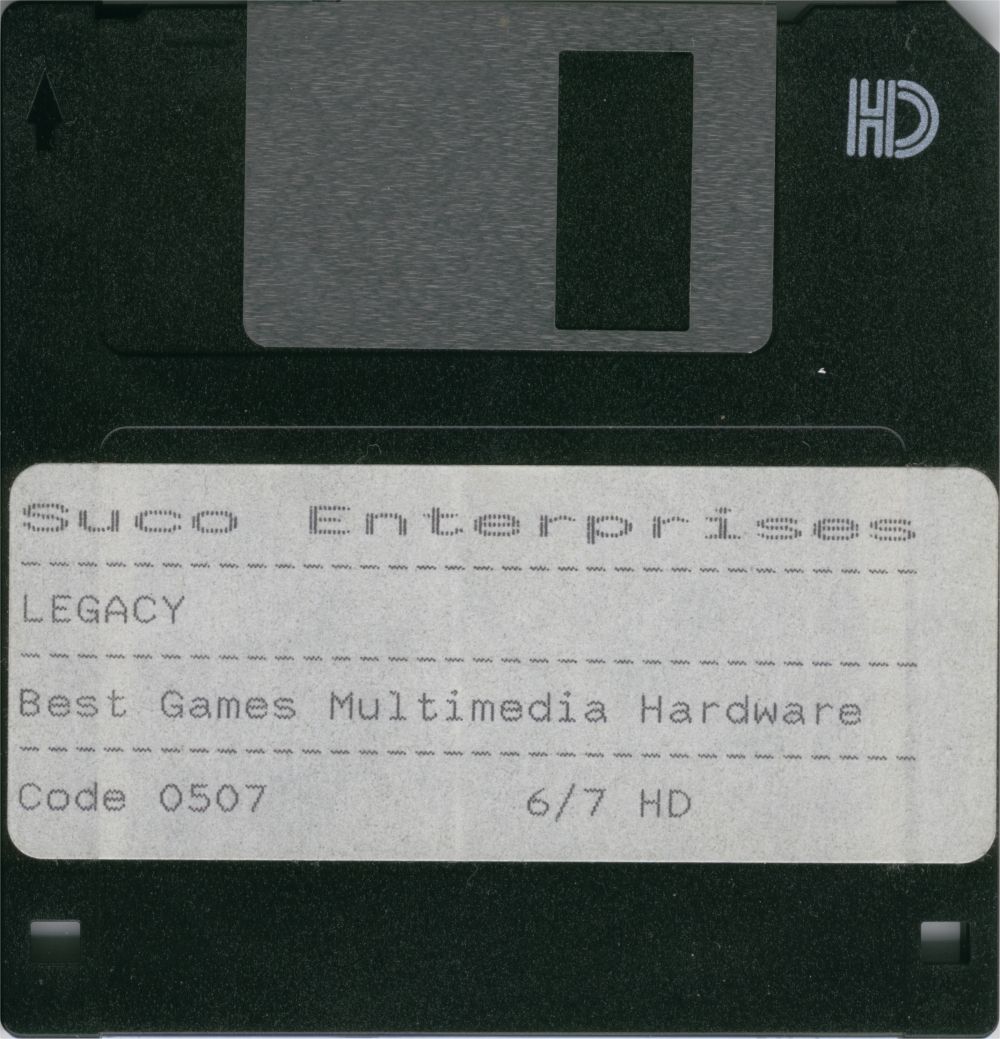 HD
Suco Enterprises
LEGACY
Best Games Multimedia Hardware
Code 0507 6/7 HD